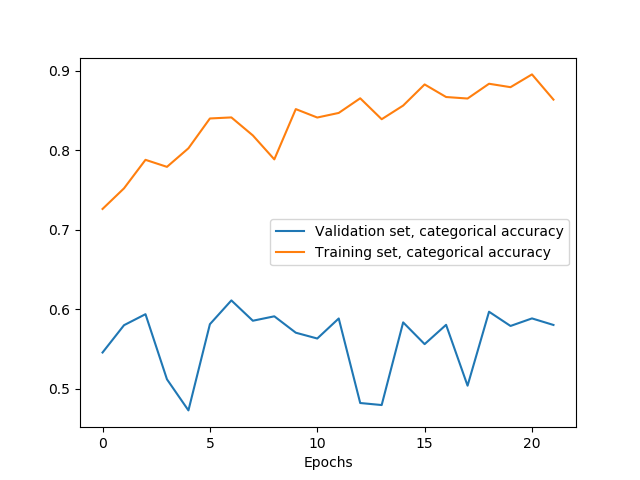 0.9
0.8
0.7
0.6
0.5
Validation set, categorical accuracy
Training set, categorical accuracy
0 5 10 15 20
Epochs